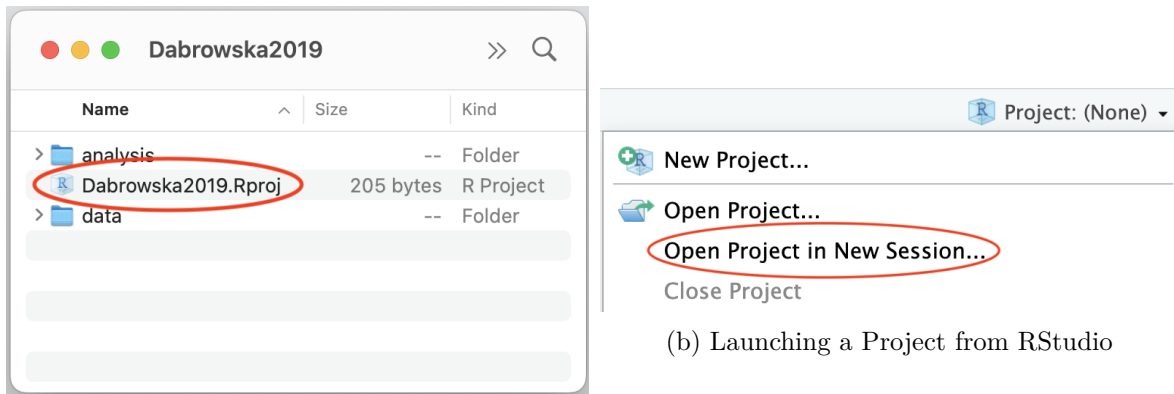 Dabrowska2019
Name Size Kind
analysis -- Folder
R Dabrowska2019.Rproj 205 bytes R Project
data -- Folder
R Project: (None)
R New Project...
Open Project...
Open Project in New Session...
Close Project
(b) Launching a Project from RStudio